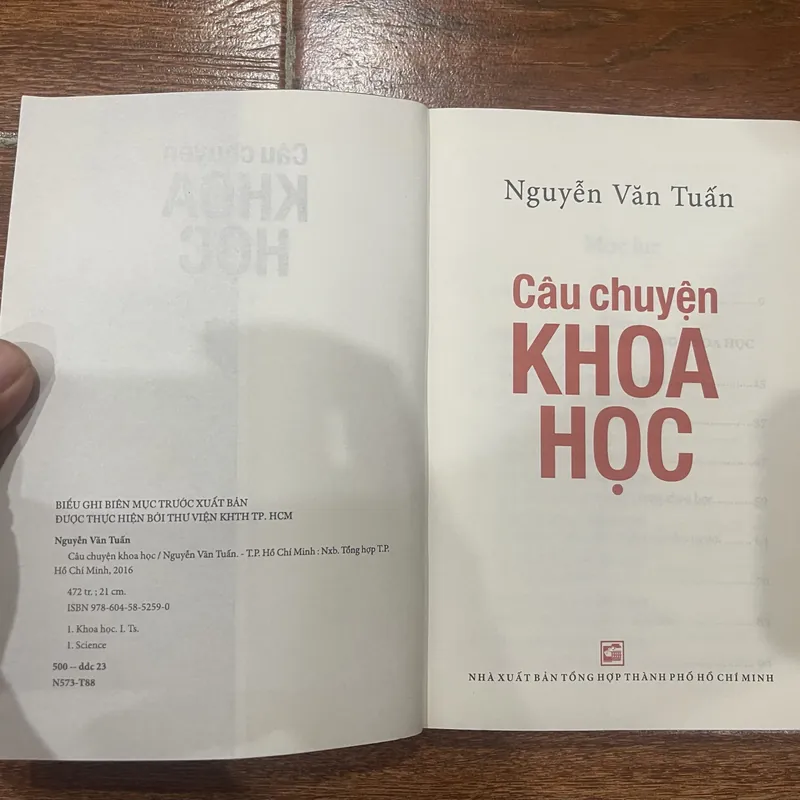 BIỂU GHI BIÊN MỤC TRƯỚC XUẤT BẢN
ĐƯỢC THỰC HIỆN BỞI THƯ VIỆN KHTH TP. HCM
Nguyễn Văn Tuấn
Câu chuyện khoa học / Nguyễn Văn Tuấn. - T.P. Hồ Chí Minh : Nxb. Tổng hợp T.P.
Hồ Chí Minh, 2016
472 tr. ; 21 cm.
ISBN 978-604-58-5259-0
1. Khoa học. I. Ts.
1. Science
500 -- ddc 23
N573-T88
Nguyễn Văn Tuấn
Câu chuyện
KHOA
HỌC
NHÀ XUẤT BẢN TỔNG HỢP THÀNH PHỐ HỒ CHÍ MINH